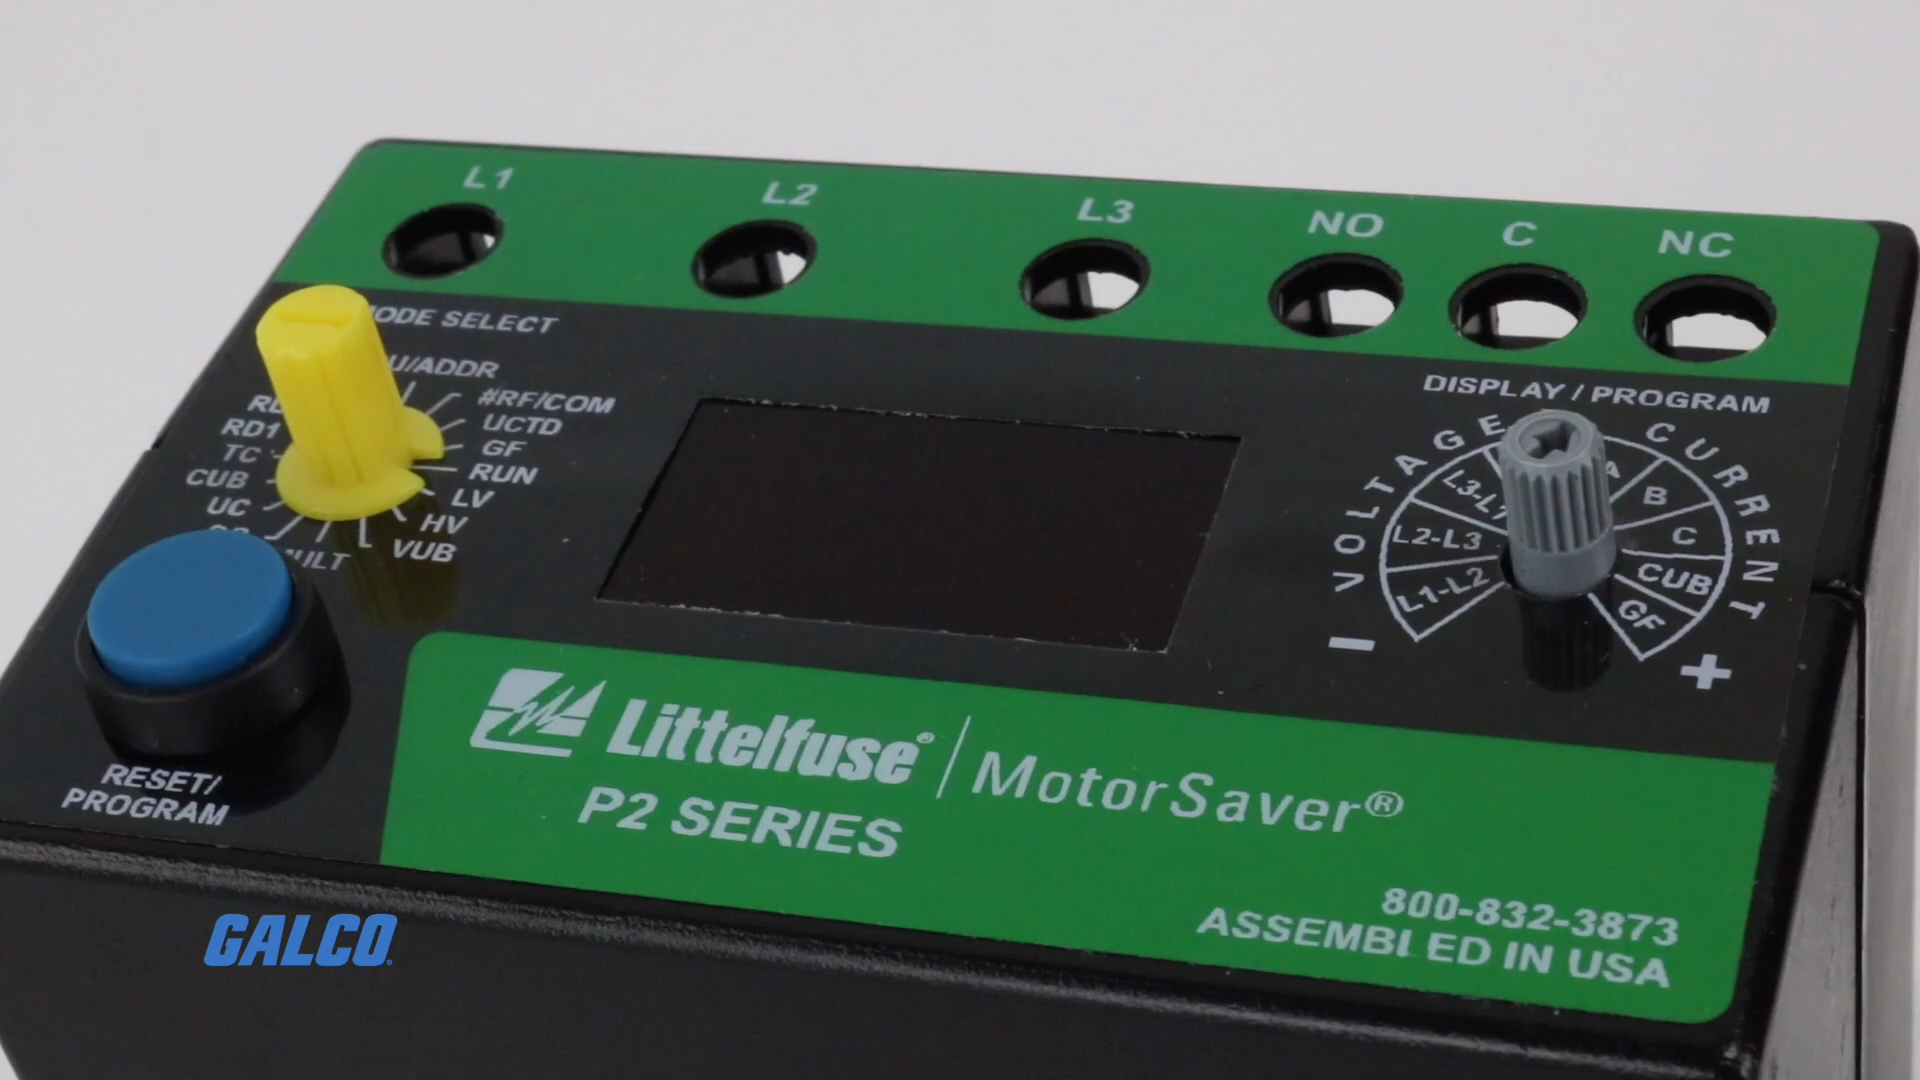 L1 L2 L3 NO C NC
MODE SELECT
DISPLAY / PROGRAM
#RF/COM
UCTD
GF
RUN
LV
HV
VUB
RD1
TC
CUB
UC
VOLTAGE
L3-L1
L2-L3
L1-L2
CURRENT
A
B
C
CUB
GF
- +
RESET/
PROGRAM
Littelfuse® | MotorSaver®
P2 SERIES
800-832-3873
ASSEMBLED IN USA
GALCO®